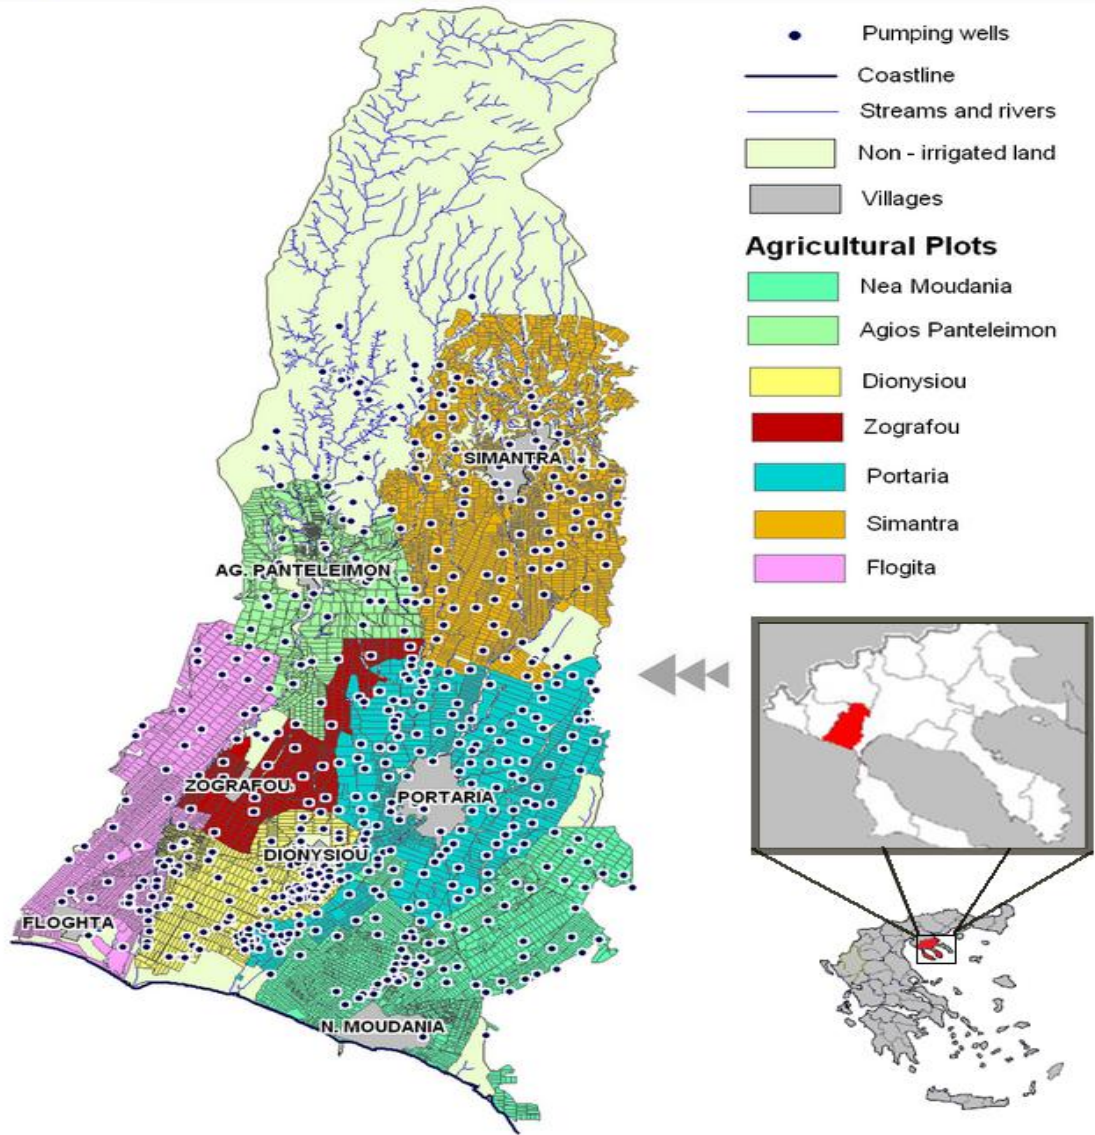 Pumping wells
Coastline
Streams and rivers
Non - irrigated land
Villages
Agricultural Plots
Nea Moudania
Agios Panteleimon
Dionysiou
Zografou
Portaria
Simantra
Flogita
SIMANTRA
AG. PANTELEIMON
ZOGRAFOU
PORTARIA
DIONYSIOU
FLOGHTA
N. MOUDANIA